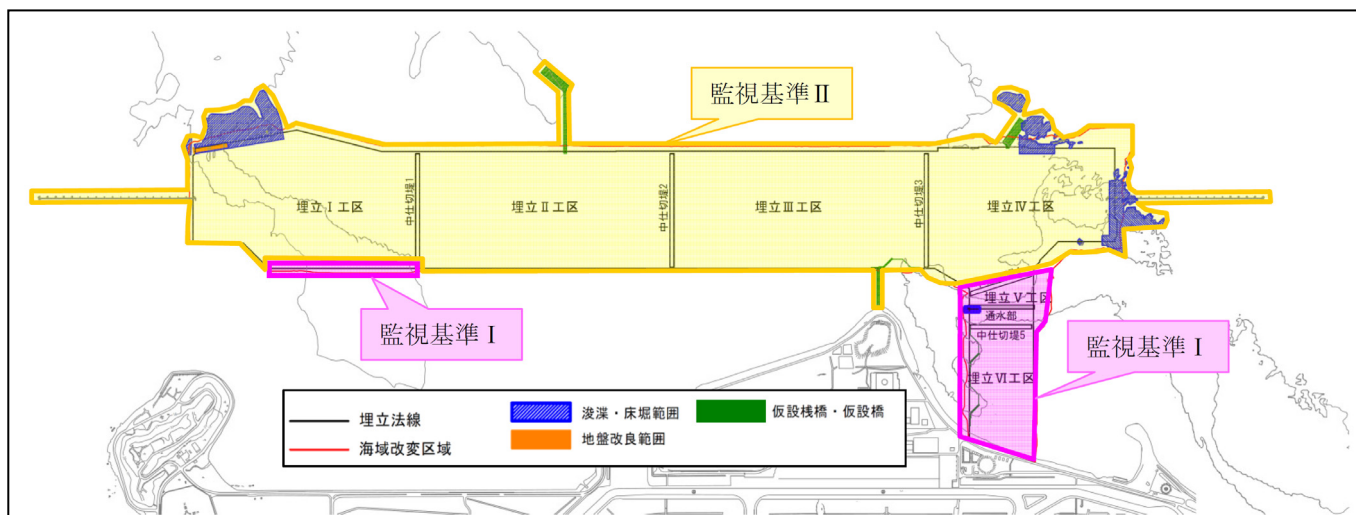 監視基準Ⅱ
埋立Ⅰ工区
中仕切堤1
埋立Ⅱ工区
中仕切堤2
埋立Ⅲ工区
中仕切堤3
埋立Ⅳ工区
監視基準Ⅰ
埋立Ⅴ工区
通水部
中仕切堤5
埋立Ⅵ工区
監視基準Ⅰ
埋立法線
浚渫・床堀範囲
仮設桟橋・仮設橋
海域改変区域
地盤改良範囲